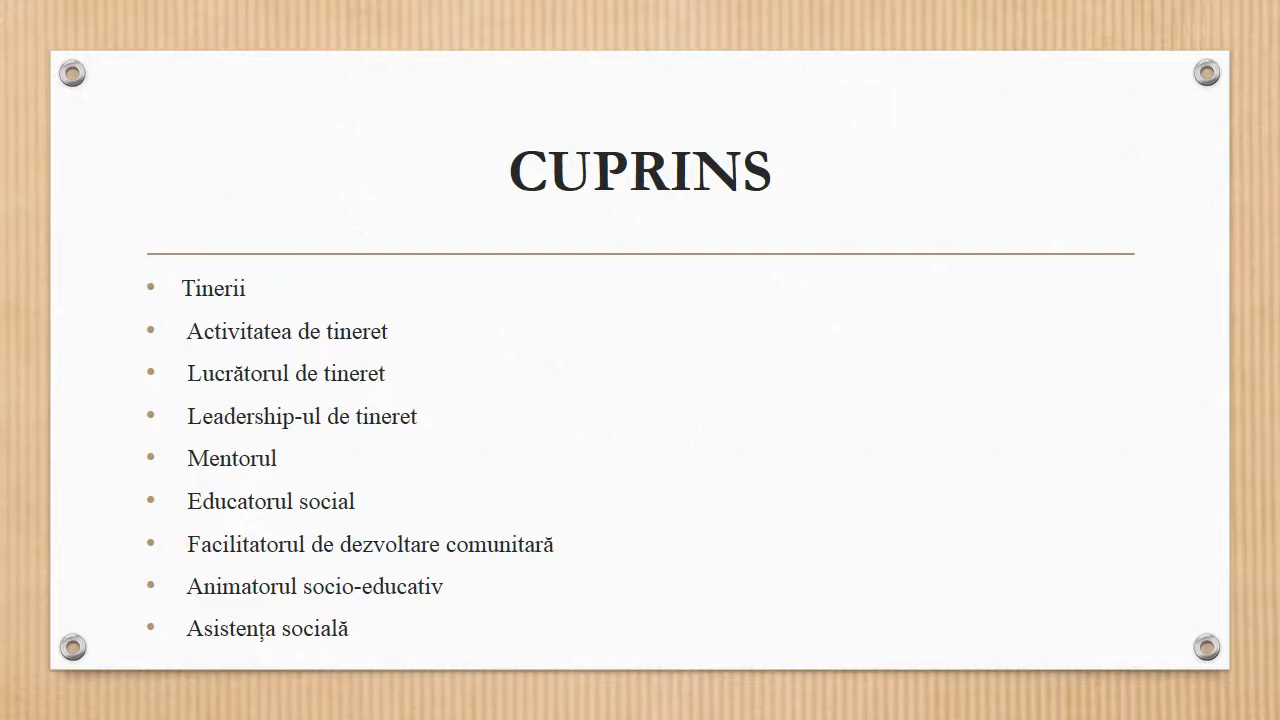 CUPRINS
• Tinerii
• Activitatea de tineret
• Lucrătorul de tineret
• Leadership-ul de tineret
• Mentorul
• Educatorul social
• Facilitatorul de dezvoltare comunitară
• Animatorul socio-educativ
• Asistența socială